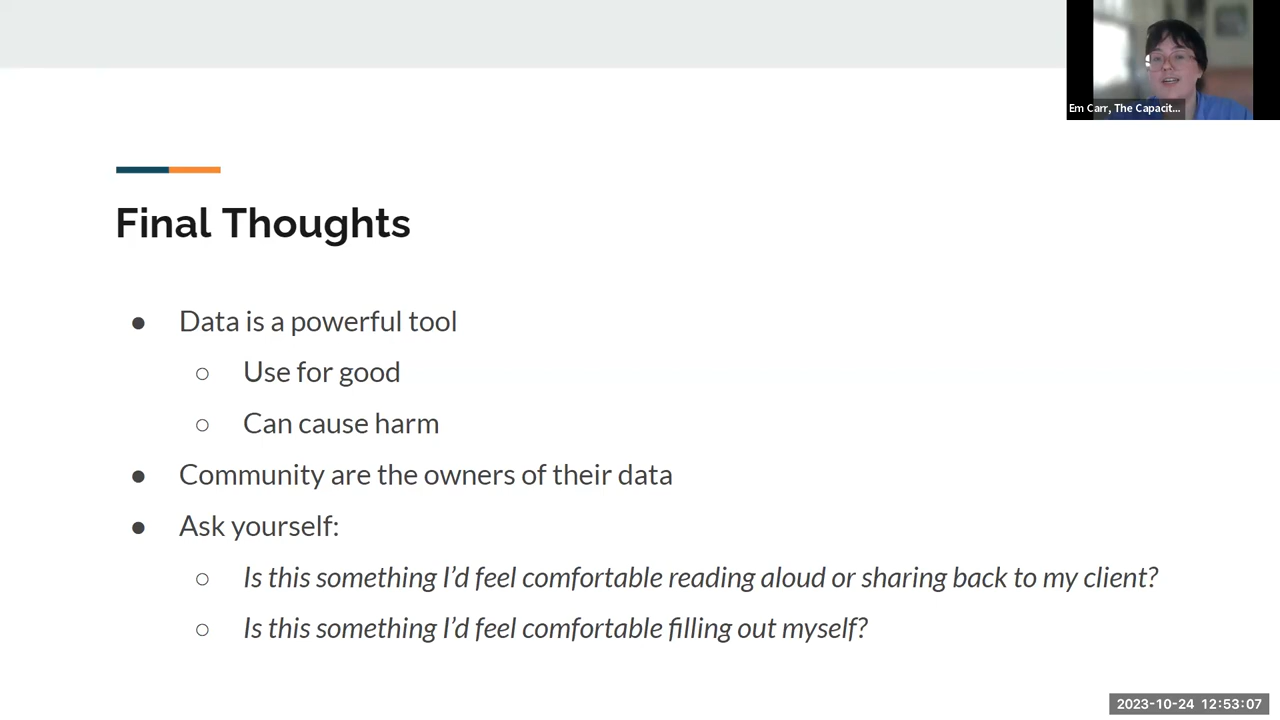 Em Carr, The Capacit...
Final Thoughts
● Data is a powerful tool
○ Use for good
○ Can cause harm
● Community are the owners of their data
● Ask yourself:
○ Is this something I’d feel comfortable reading aloud or sharing back to my client?
○ Is this something I’d feel comfortable filling out myself?
2023-10-24 12:53:07